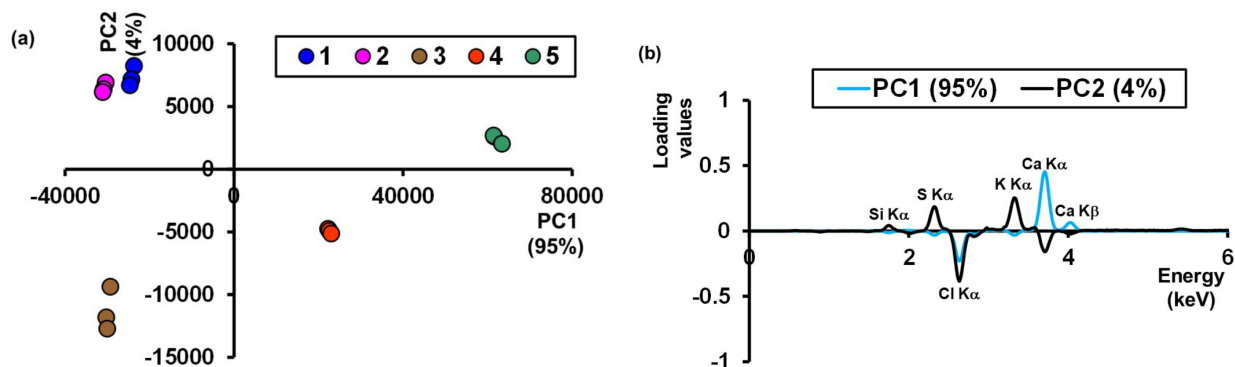 (a)
PC2
(4%)
10000
5000
0
-5000
-10000
-15000
-40000
0
40000
80000
PC1
(95%)
1 2 3 4 5
(b)
Loading
values
1
0.5
0
-0.5
-1
PC1 (95%) PC2 (4%)
Si Kα
S Kα
Cl Kα
K Kα
Ca Kα
Ca Kβ
0 2 4 6
Energy
(keV)